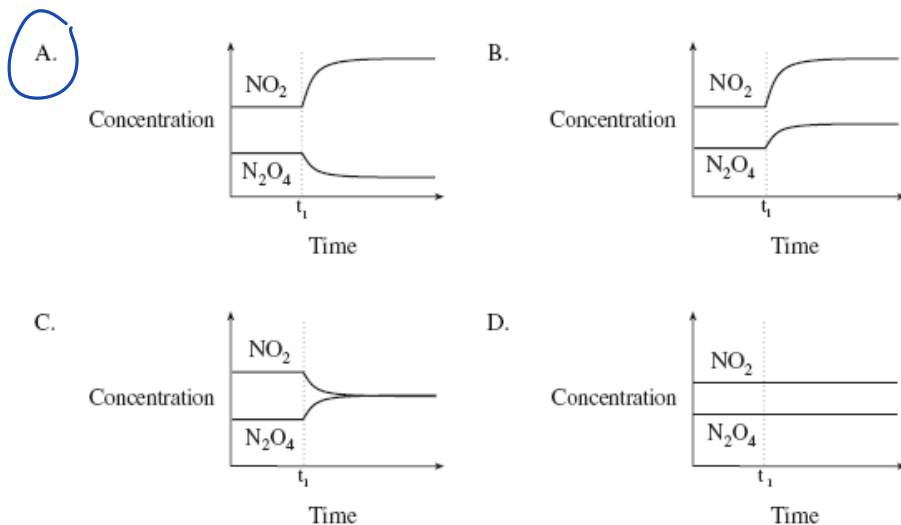 A.
NO₂
Concentration
N₂O₄
t₁
Time
B.
NO₂
Concentration
N₂O₄
t₁
Time
C.
NO₂
Concentration
N₂O₄
t₁
Time
D.
NO₂
Concentration
N₂O₄
t₁
Time